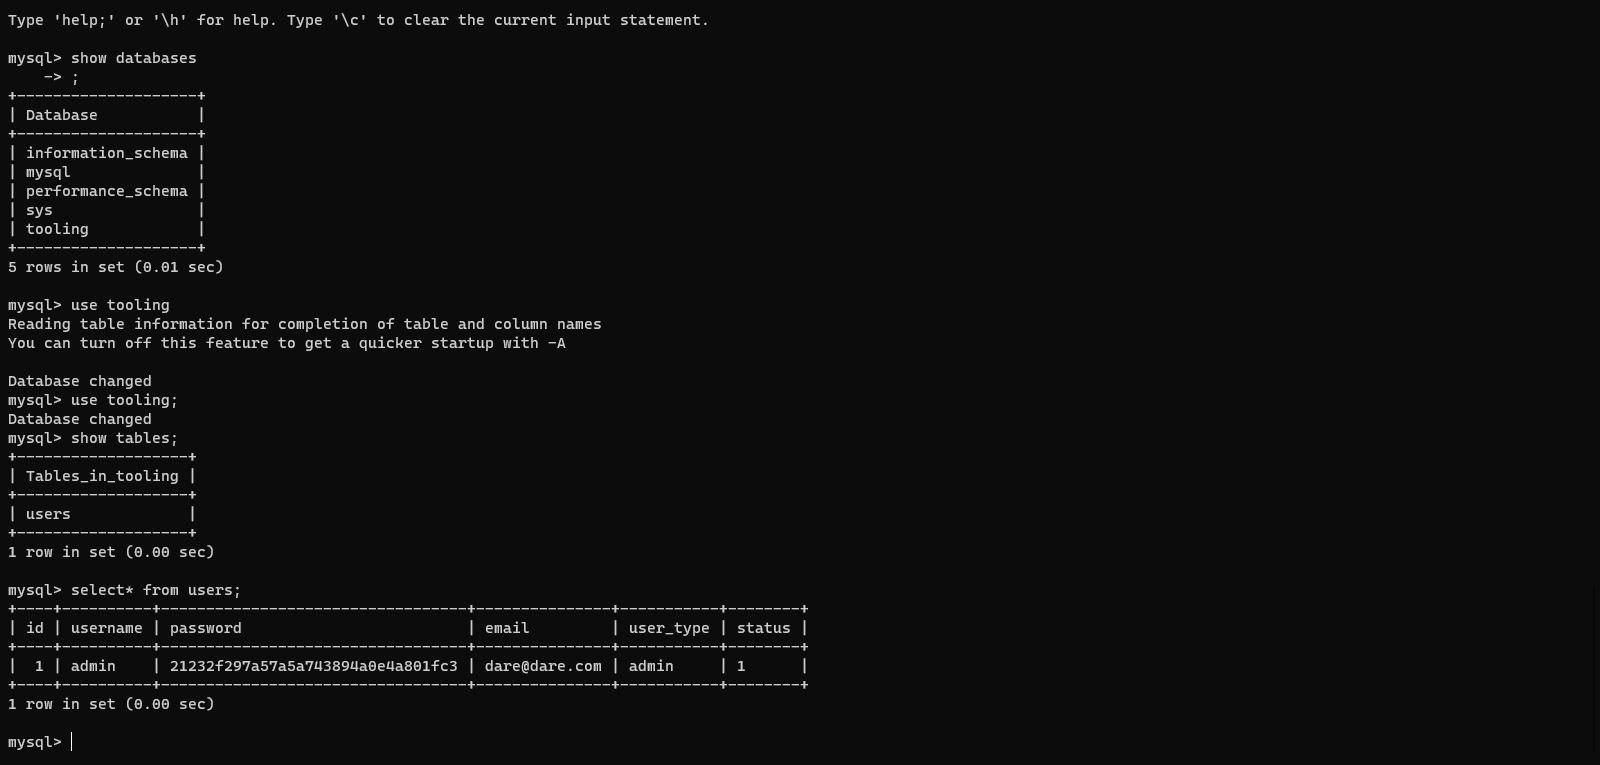 Type 'help;' or '\h' for help. Type '\c' to clear the current input statement.
mysql> show databases
    -> ;
+--------------------+
| Database           |
+--------------------+
| information_schema |
| mysql              |
| performance_schema |
| sys                |
| tooling            |
+--------------------+
5 rows in set (0.01 sec)
mysql> use tooling
Reading table information for completion of table and column names
You can turn off this feature to get a quicker startup with -A
Database changed
mysql> use tooling;
Database changed
mysql> show tables;
+-------------------+
| Tables_in_tooling |
+-------------------+
| users             |
+-------------------+
1 row in set (0.00 sec)
mysql> select* from users;
+----+----------+----------------------------------+---------------+-----------+--------+
| id | username | password                         | email         | user_type | status |
+----+----------+----------------------------------+---------------+-----------+--------+
|  1 | admin    | 21232f297a57a5a743894a0e4a801fc3 | dare@dare.com | admin     | 1      |
+----+----------+----------------------------------+---------------+-----------+--------+
1 row in set (0.00 sec)
mysql>